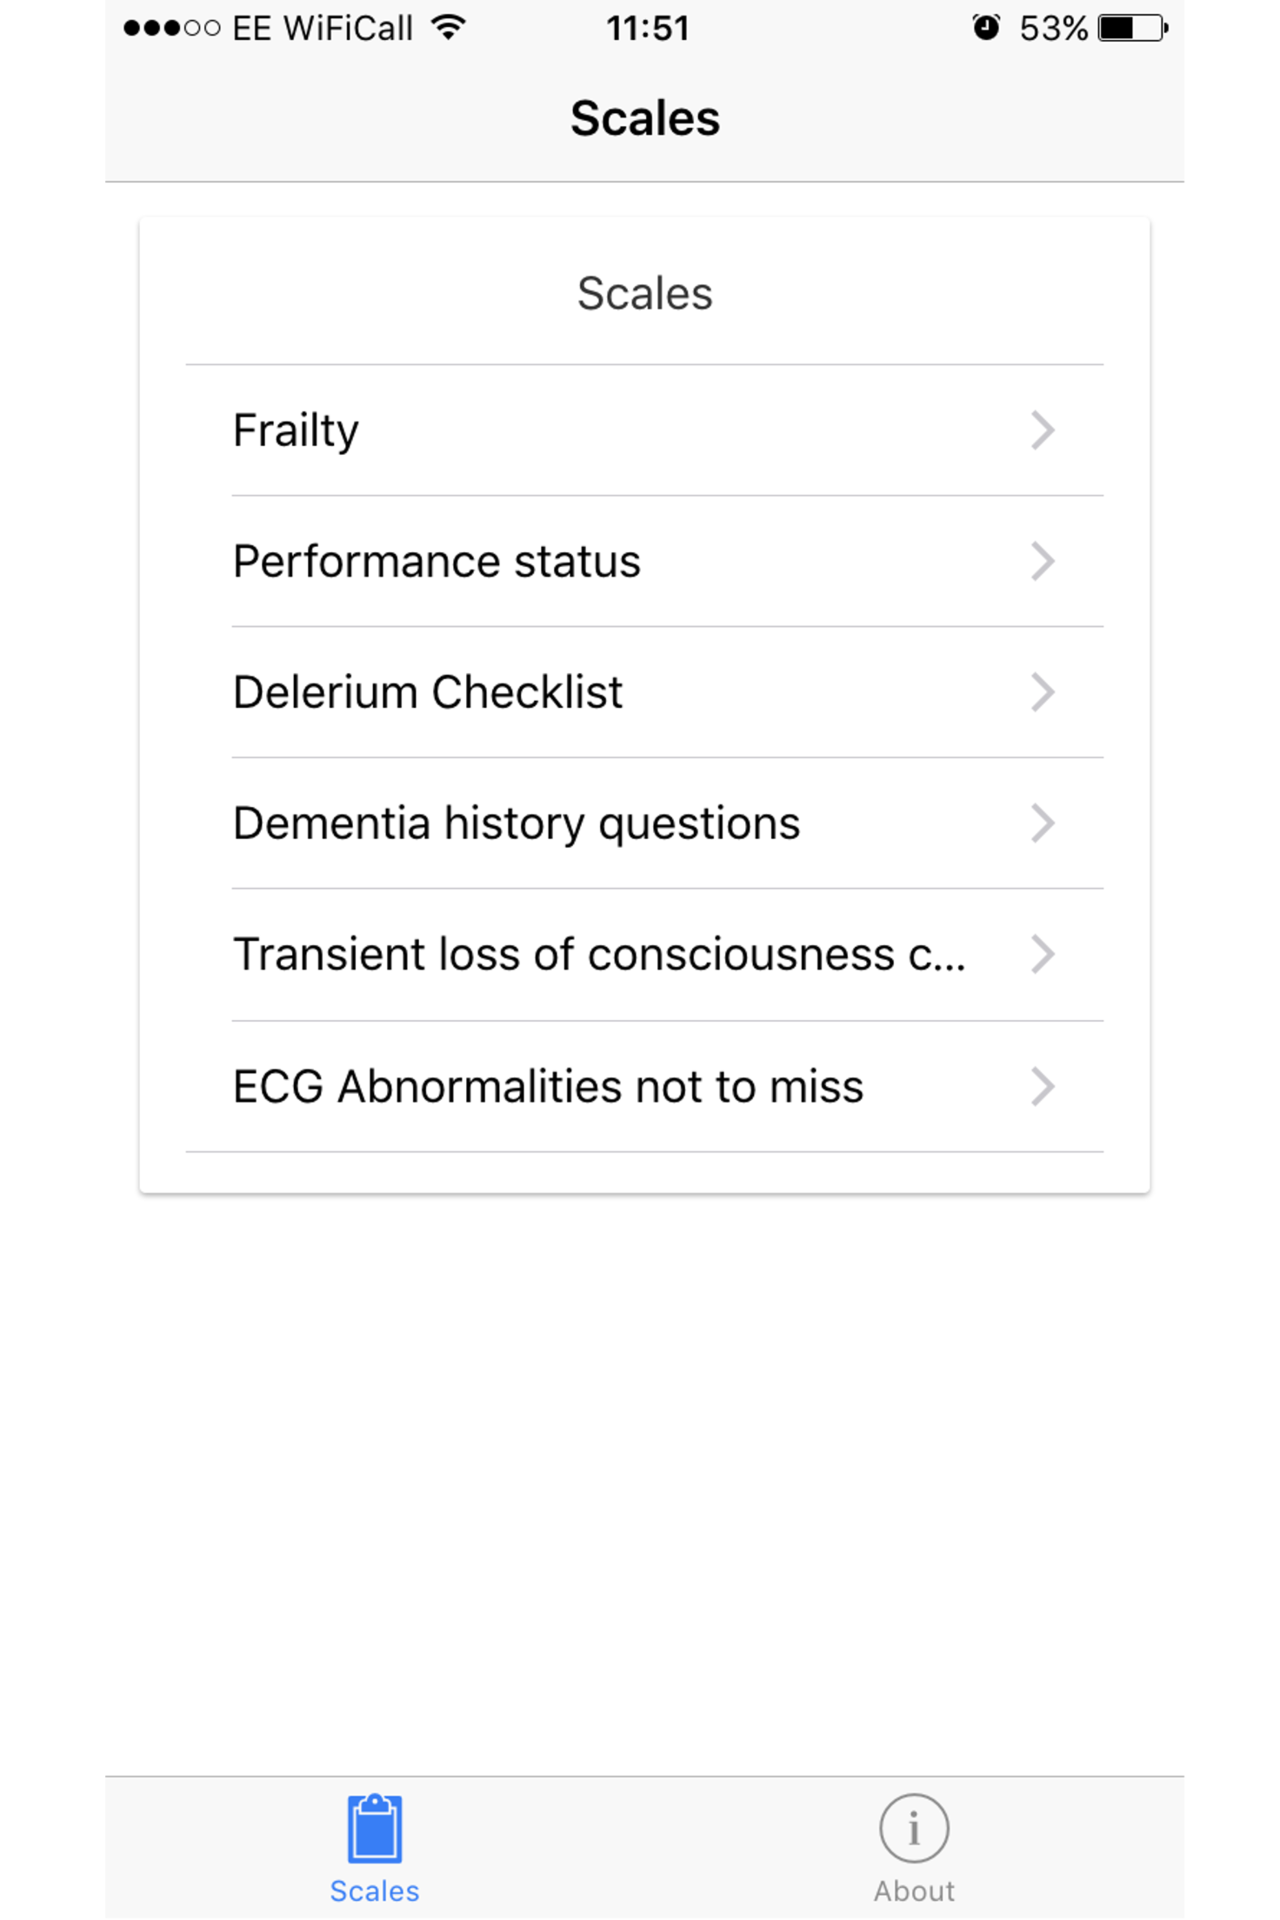 EE WiFiCall 11:51 53%
Scales
Scales
Frailty
Performance status
Delerium Checklist
Dementia history questions
Transient loss of consciousness c...
ECG Abnormalities not to miss
Scales About